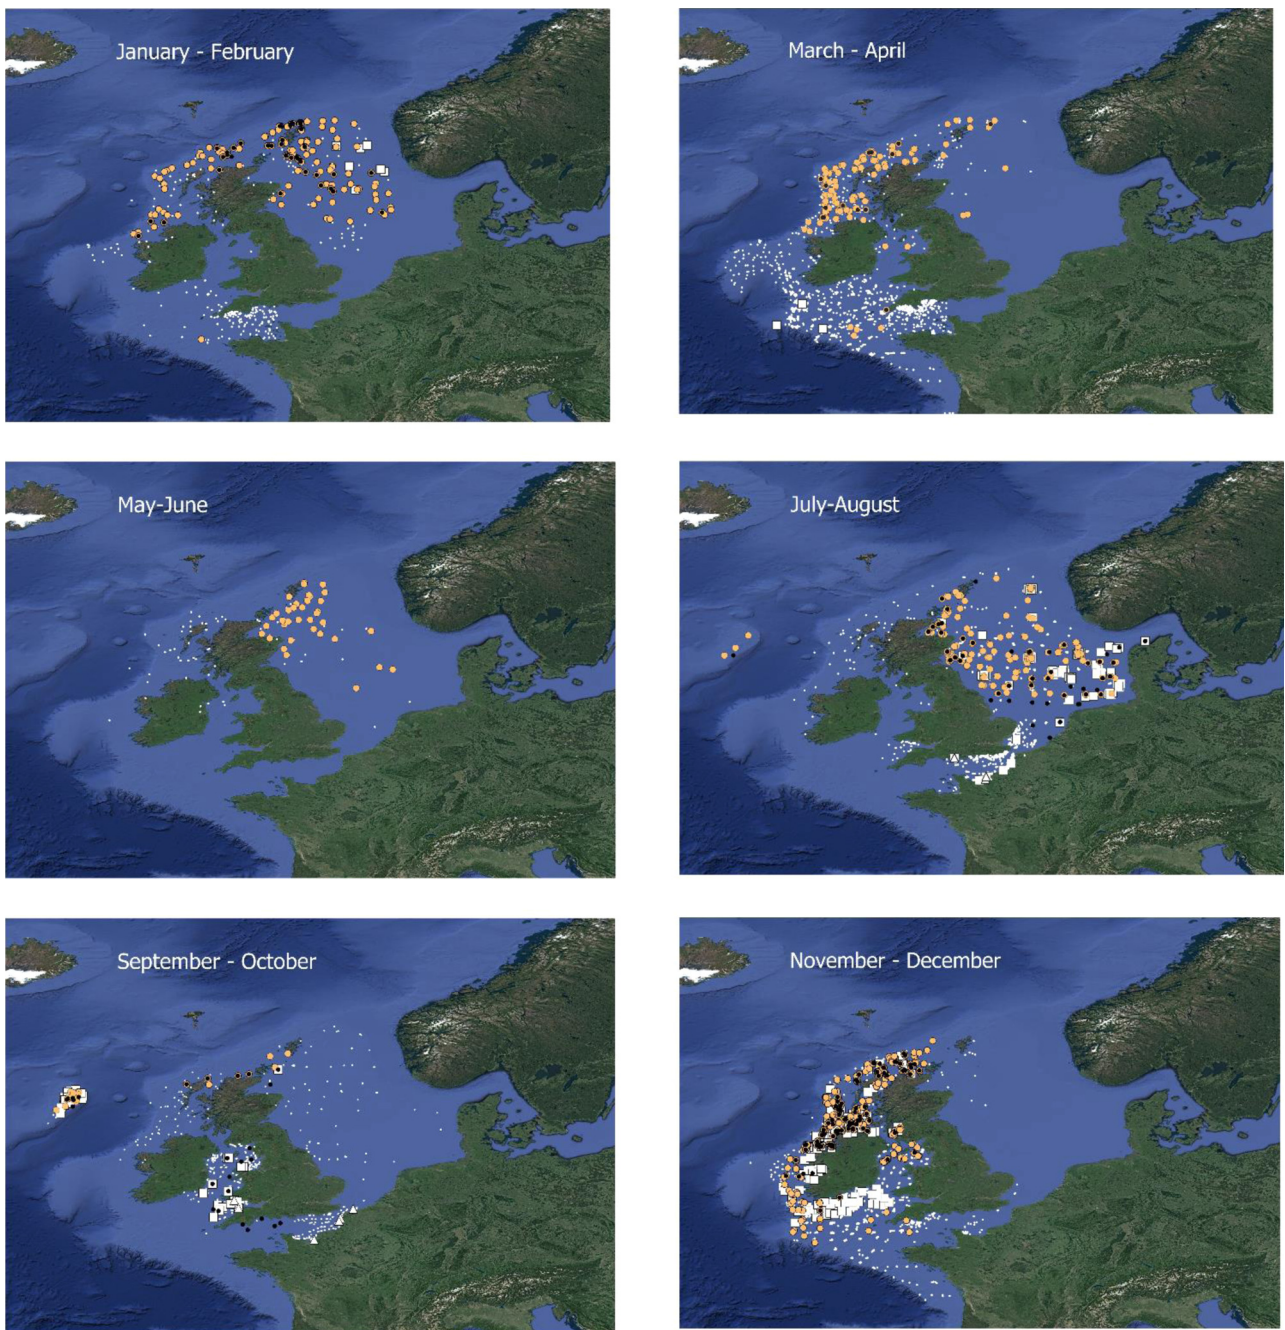 January - February
March - April
May-June
July-August
September - October
November - December